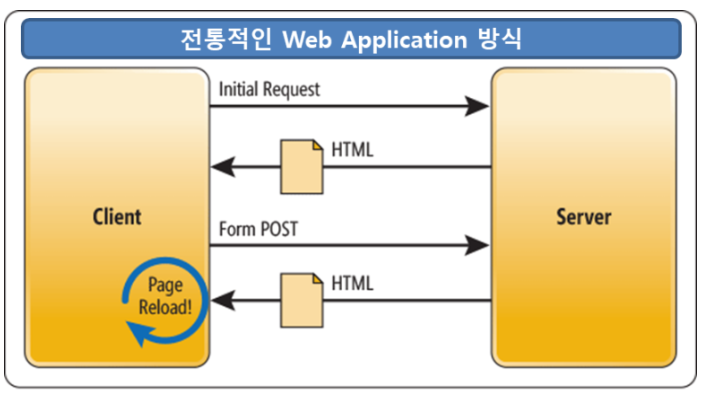 전통적인 Web Application 방식
Initial Request
HTML
Client
Server
Form POST
HTML
Page
Reload!